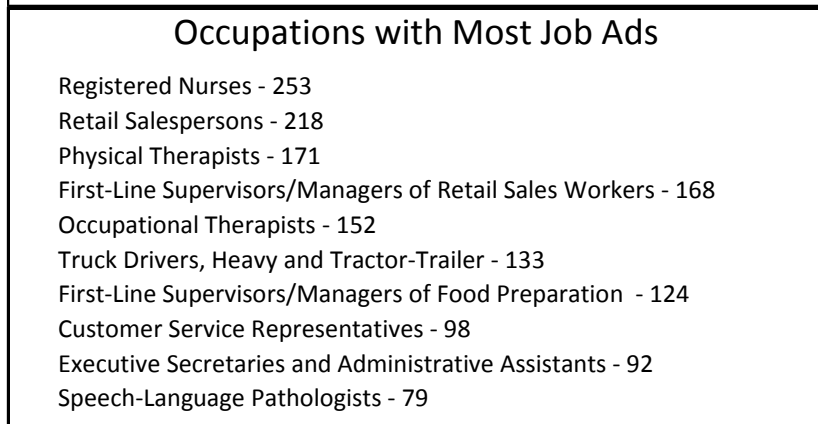 Occupations with Most Job Ads
Registered Nurses - 253
Retail Salespersons - 218
Physical Therapists - 171
First-Line Supervisors/Managers of Retail Sales Workers - 168
Occupational Therapists - 152
Truck Drivers, Heavy and Tractor-Trailer - 133
First-Line Supervisors/Managers of Food Preparation  - 124
Customer Service Representatives - 98
Executive Secretaries and Administrative Assistants - 92
Speech-Language Pathologists - 79